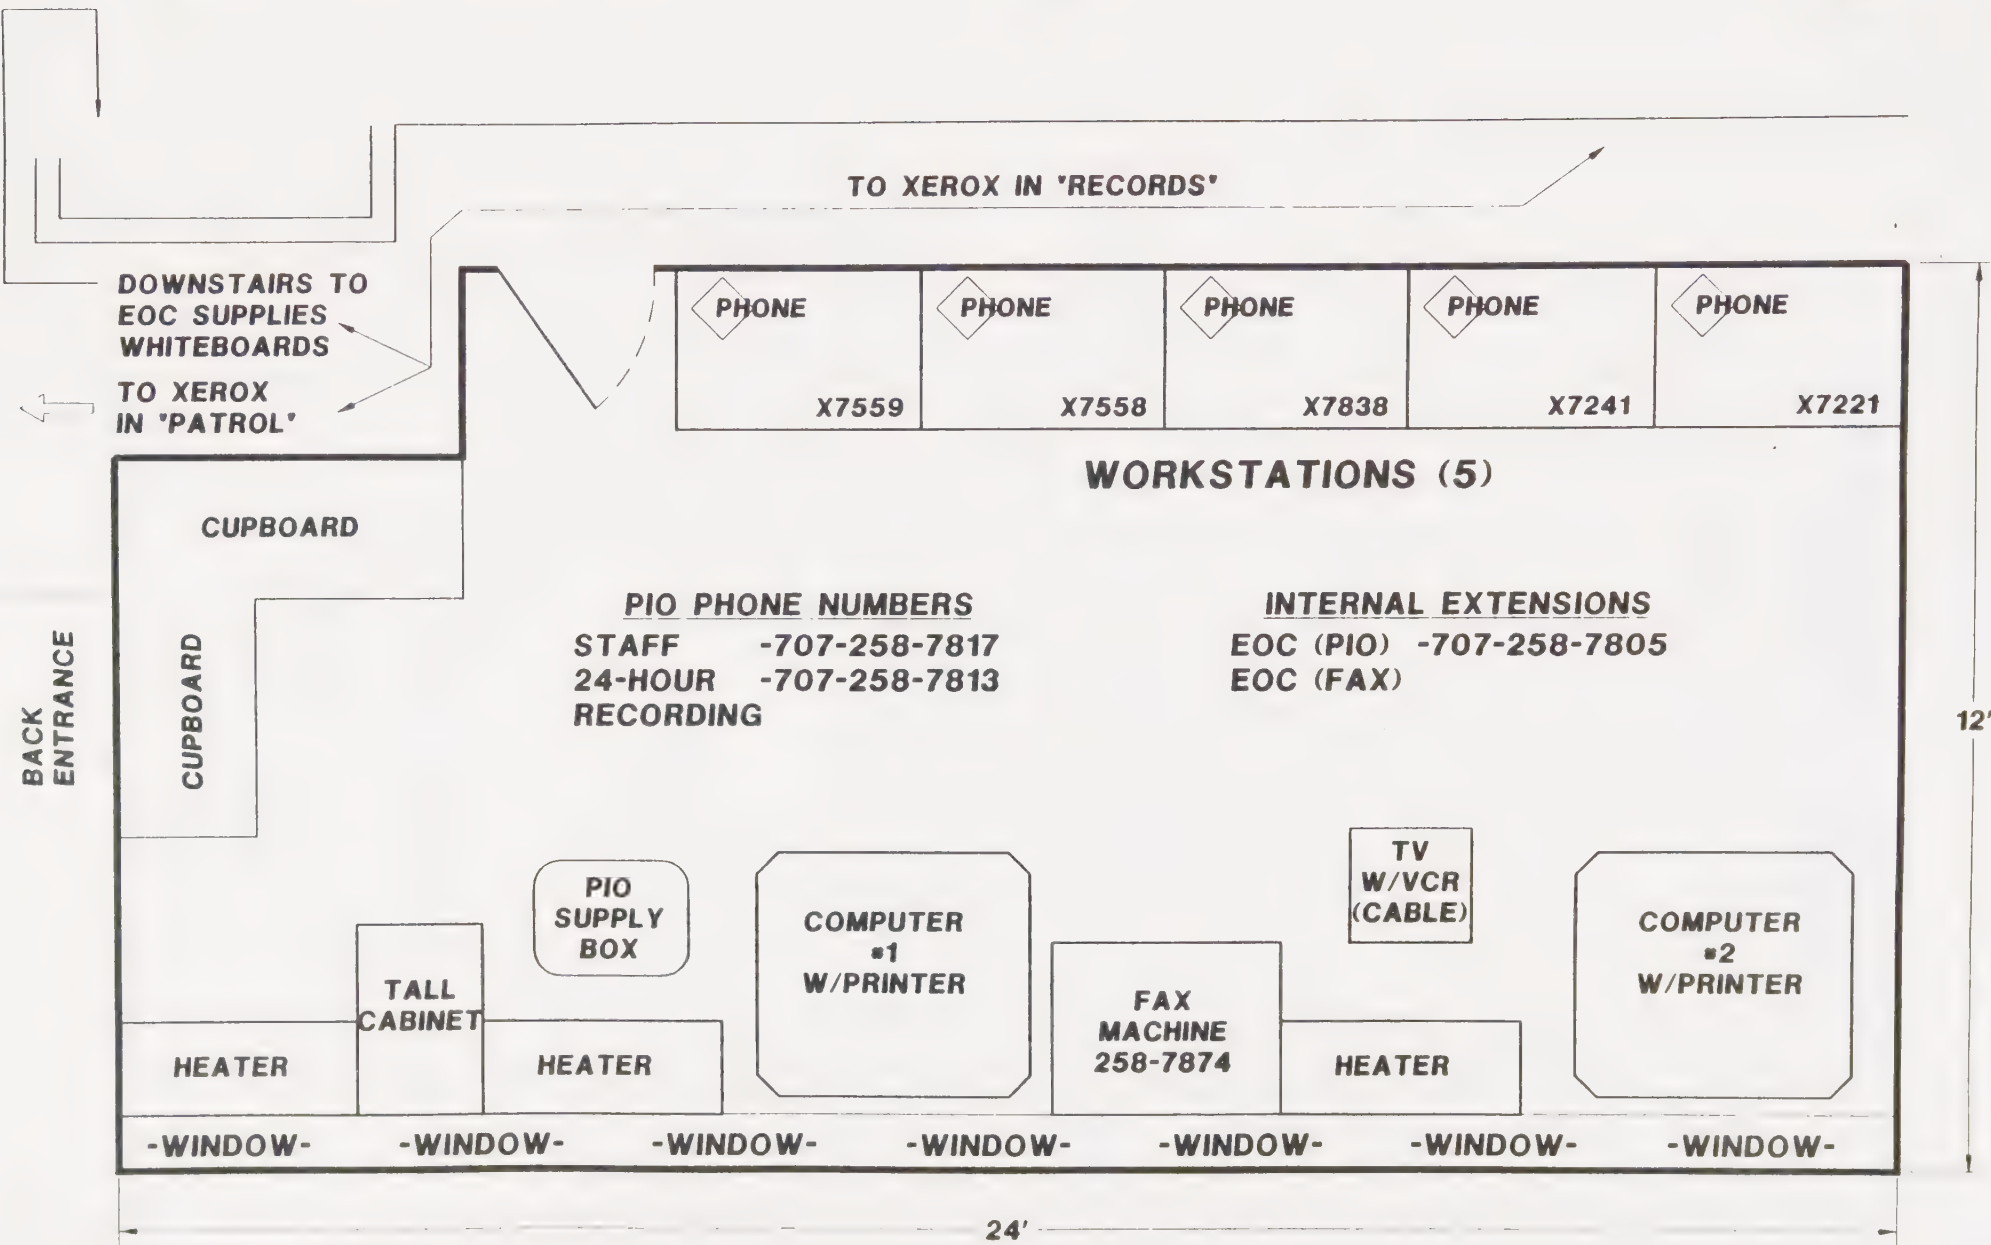 TO XEROX IN "RECORDS"
DOWNSTAIRS TO
EOC SUPPLIES
WHITEBOARDS
TO XEROX
IN "PATROL"
PHONE
X7559
PHONE
X7558
PHONE
X7838
PHONE
X7241
PHONE
X7221
WORKSTATIONS (5)
CUPBOARD
CUPBOARD
BACK
ENTRANCE
PIO PHONE NUMBERS
STAFF -707-258-7817
24-HOUR -707-258-7813
RECORDING
INTERNAL EXTENSIONS
EOC (PIO) -707-258-7805
EOC (FAX)
12'
PIO
SUPPLY
BOX
COMPUTER
#1
W/PRINTER
TV
W/VCR
(CABLE)
COMPUTER
#2
W/PRINTER
TALL
CABINET
FAX
MACHINE
258-7874
HEATER
HEATER
HEATER
-WINDOW- -WINDOW- -WINDOW- -WINDOW- -WINDOW- -WINDOW- -WINDOW-
24'